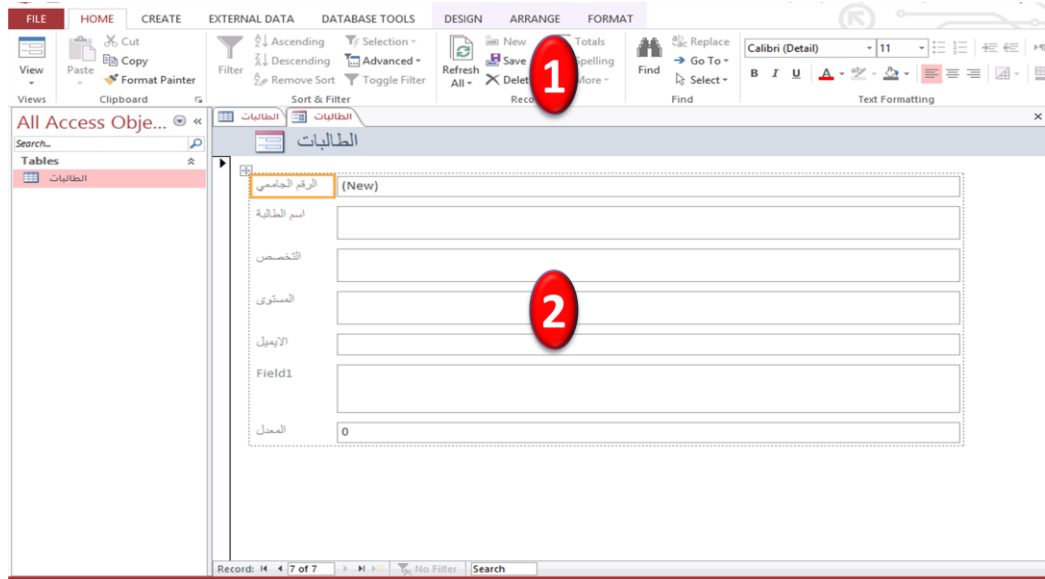 FILE HOME CREATE EXTERNAL DATA DATABASE TOOLS DESIGN ARRANGE FORMAT
View
Views
Paste
Cut
Copy
Format Painter
Clipboard
Filter
Ascending
Descending
Remove Sort
Selection
Advanced
Toggle Filter
Sort & Filter
Refresh
All
New
Save
Totals
1
Find
Replace
Go To
Select
Find
Calibri (Detail) 11
B I U A
Text Formatting
All Access Obje...
Search...
Tables
الطالبات
الطالبات
الطالبات
الطالبات
الرقم الجامعي
(New)
اسم الطالبة
التخصص
المستوى
2
الايميل
Field1
المعدل
0
Record: 7 of 7 No Filter Search